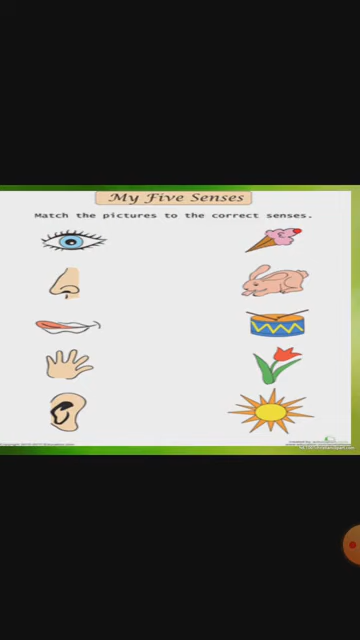 My Five Senses
Match the pictures to the correct senses.